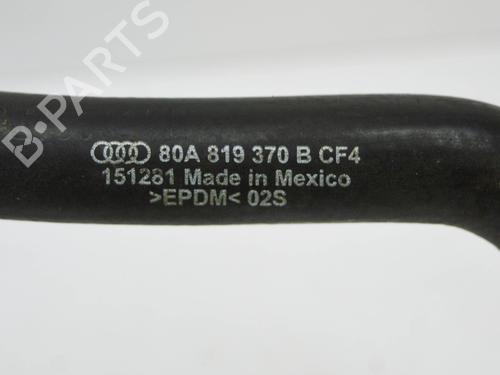 80A 819 370 B CF4
151281 Made in Mexico
>EPDM< 02S
B-PARTS